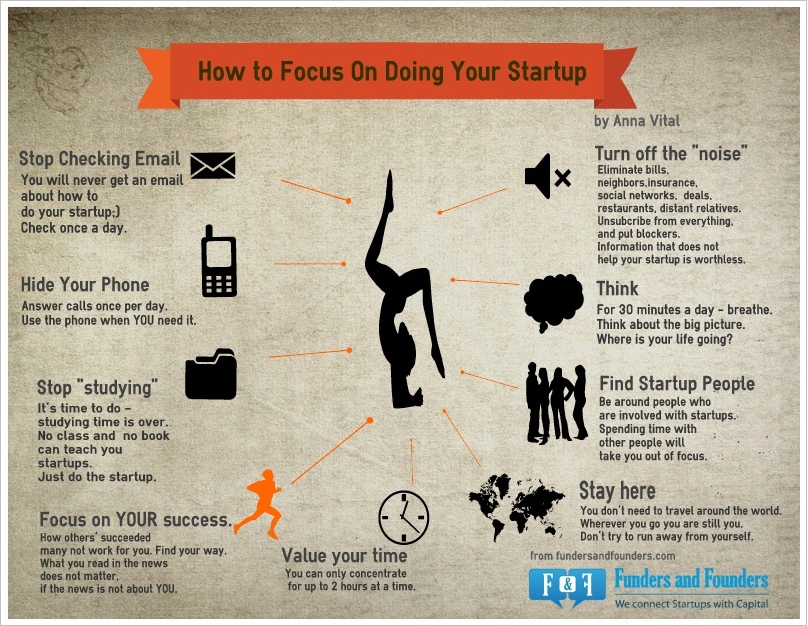 How to Focus On Doing Your Startup
by Anna Vital
Stop Checking Email
You will never get an email
about how to
do your startup;)
Check once a day.
Hide Your Phone
Answer calls once per day.
Use the phone when YOU need it.
Stop "studying"
It's time to do -
studying time is over.
No class and no book
can teach you
startups.
Just do the startup.
Focus on YOUR success.
How others' succeeded
many not work for you. Find your way.
What you read in the news
does not matter,
if the news is not about YOU.
Value your time
You can only concentrate
for up to 2 hours at a time.
Turn off the "noise"
Eliminate bills,
neighbors,insurance,
social networks, deals,
restaurants, distant relatives.
Unsubcribe from everything,
and put blockers.
Information that does not
help your startup is worthless.
Think
For 30 minutes a day - breathe.
Think about the big picture.
Where is your life going?
Find Startup People
Be around people who
are involved with startups.
Spending time with
other people will
take you out of focus.
Stay here
You don't need to travel around the world.
Wherever you go you are still you.
Don't try to run away from yourself.
from fundersandfounders.com
F & F Funders and Founders
We connect Startups with Capital